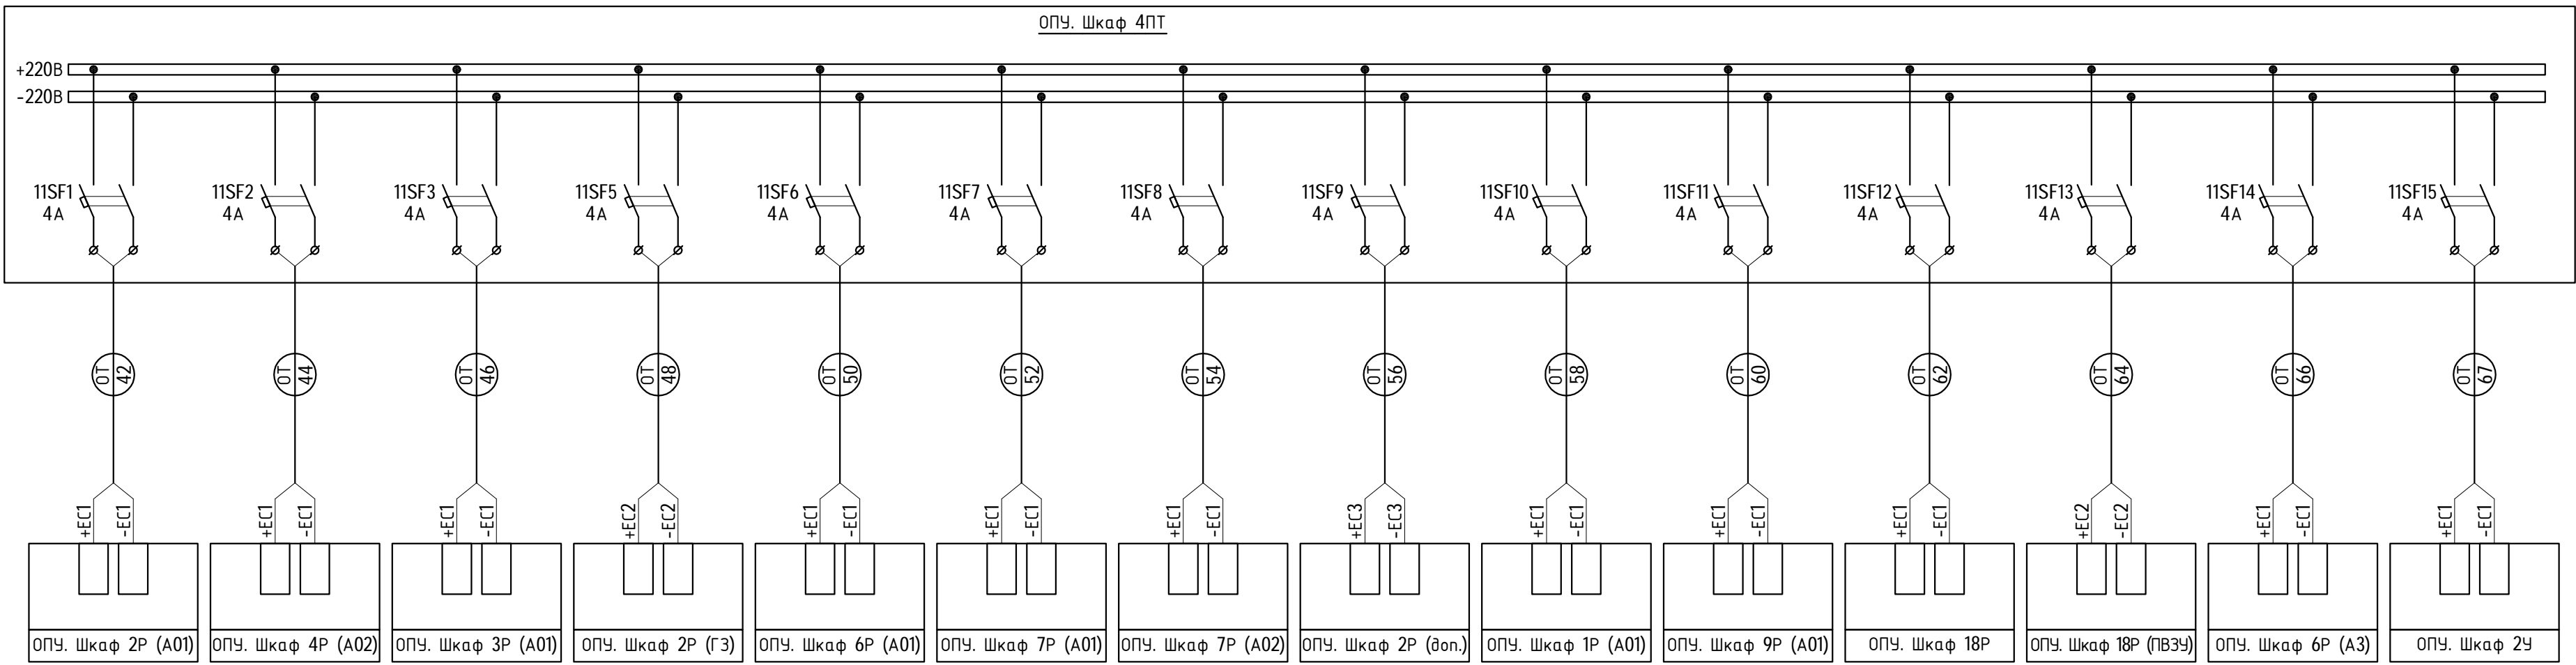 ОПУ. Шкаф 4ПТ
+220В
-220В
11SF1 11SF2 11SF3 11SF5 11SF6 11SF7 11SF8 11SF9 11SF10 11SF11 11SF12 11SF13 11SF14 11SF15
4А 4А 4А 4А 4А 4А 4А 4А 4А 4А 4А 4А 4А 4А
ОТ 42
ОТ 44
ОТ 46
ОТ 48
ОТ 50
ОТ 52
ОТ 54
ОТ 56
ОТ 58
ОТ 60
ОТ 62
ОТ 64
ОТ 66
ОТ 67
+ЕС1 -ЕС1
+ЕС1 -ЕС1
+ЕС1 -ЕС1
+ЕС2 -ЕС2
+ЕС1 -ЕС1
+ЕС1 -ЕС1
+ЕС1 -ЕС1
+ЕС3 -ЕС3
+ЕС1 -ЕС1
+ЕС1 -ЕС1
+ЕС1 -ЕС1
+ЕС2 -ЕС2
+ЕС1 -ЕС1
+ЕС1 -ЕС1
ОПУ. Шкаф 2Р (А01)
ОПУ. Шкаф 4Р (А02)
ОПУ. Шкаф 3Р (А01)
ОПУ. Шкаф 2Р (ГЗ)
ОПУ. Шкаф 6Р (А01)
ОПУ. Шкаф 7Р (А01)
ОПУ. Шкаф 7Р (А02)
ОПУ. Шкаф 2Р (доп.)
ОПУ. Шкаф 1Р (А01)
ОПУ. Шкаф 9Р (А01)
ОПУ. Шкаф 18Р
ОПУ. Шкаф 18Р (ПВЗУ)
ОПУ. Шкаф 6Р (А3)
ОПУ. Шкаф 2У